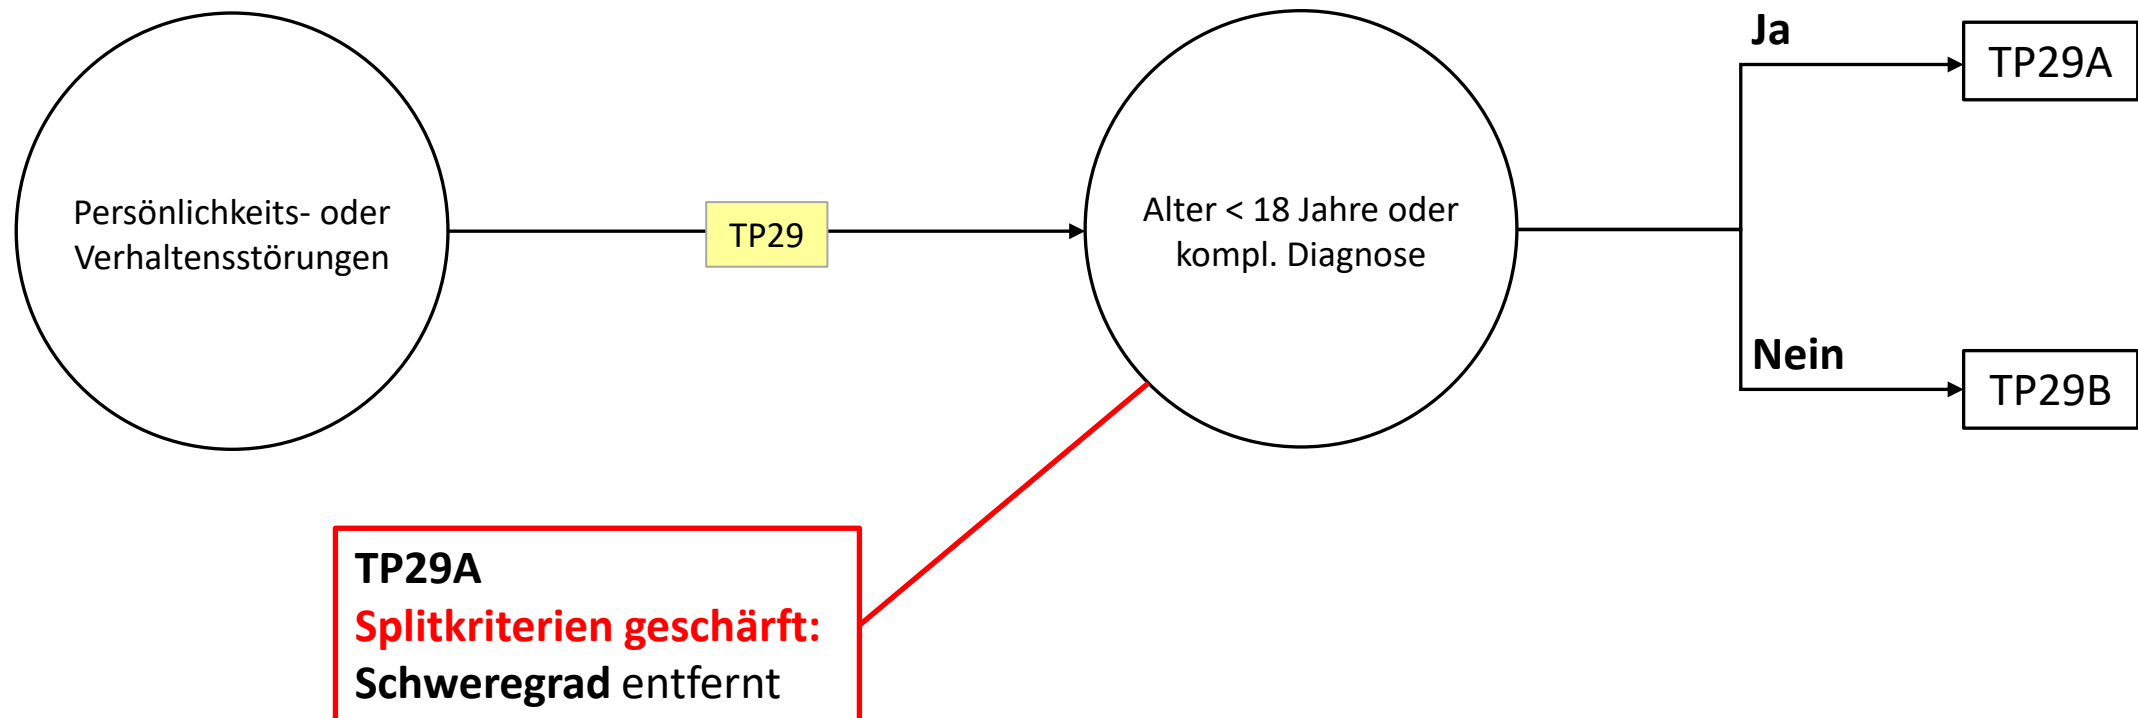 Persönlichkeits- oder
Verhaltensstörungen
TP29
Alter < 18 Jahre oder
kompl. Diagnose
Ja
TP29A
Nein
TP29B
TP29A
Splitkriterien geschärft:
Schweregrad entfernt